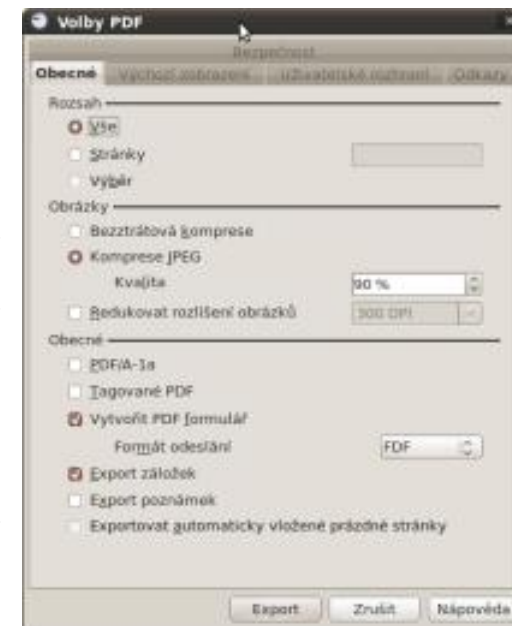 Volby PDF
Bezpečnost
Obecné Výchozí zobrazení Uživatelské rozhraní Odkazy
Rozsah
Vše
Stránky
Výběr
Obrázky
Bezztrátová komprese
Komprese JPEG
Kvalita 90 %
Redukovat rozlišení obrázků 300 DPI
Obecné
PDF/A-1a
Tagované PDF
Vytvořit PDF formulář
Formát odeslání FDF
Export záložek
Export poznámek
Exportovat automaticky vložené prázdné stránky
Export Zrušit Nápověda